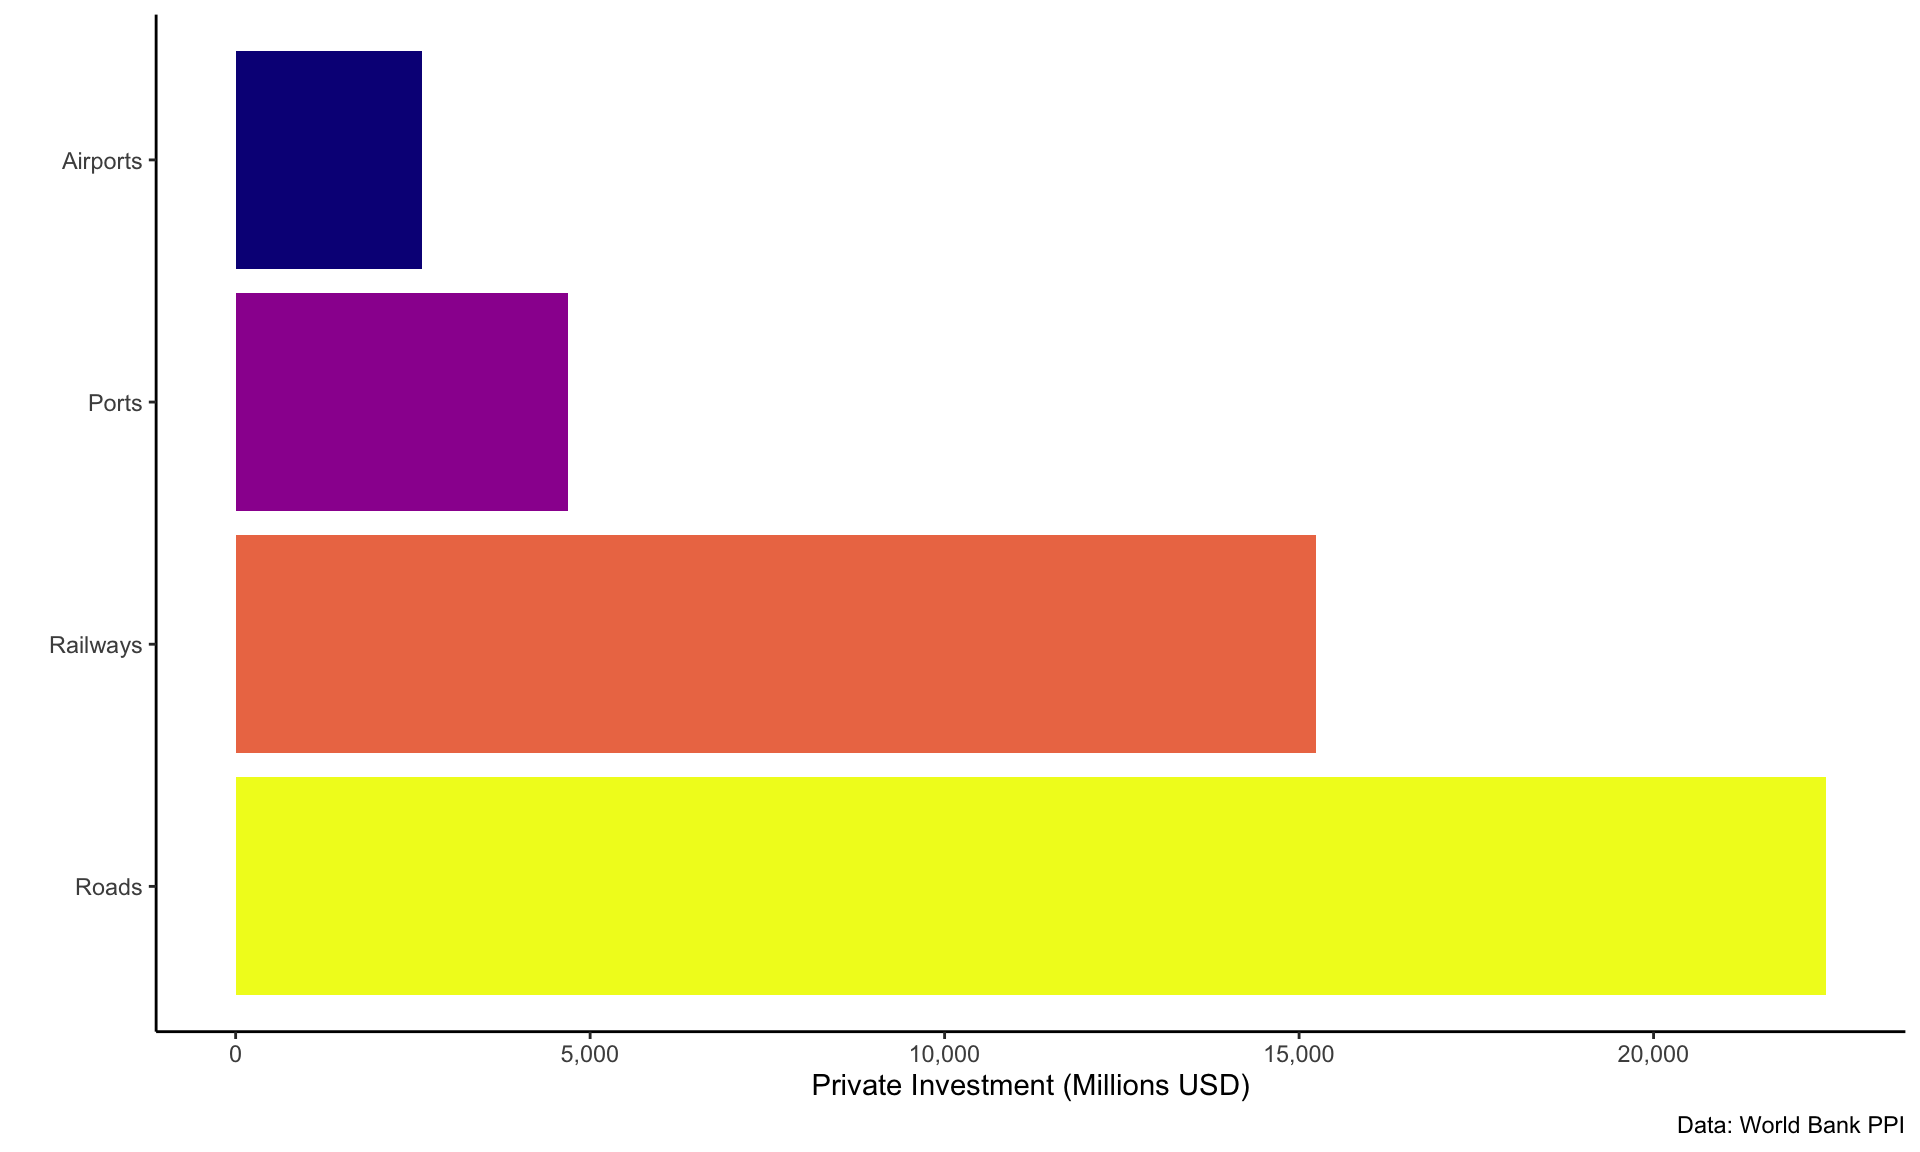 Airports
Ports
Railways
Roads
0 5,000 10,000 15,000 20,000
Private Investment (Millions USD)
Data: World Bank PPI